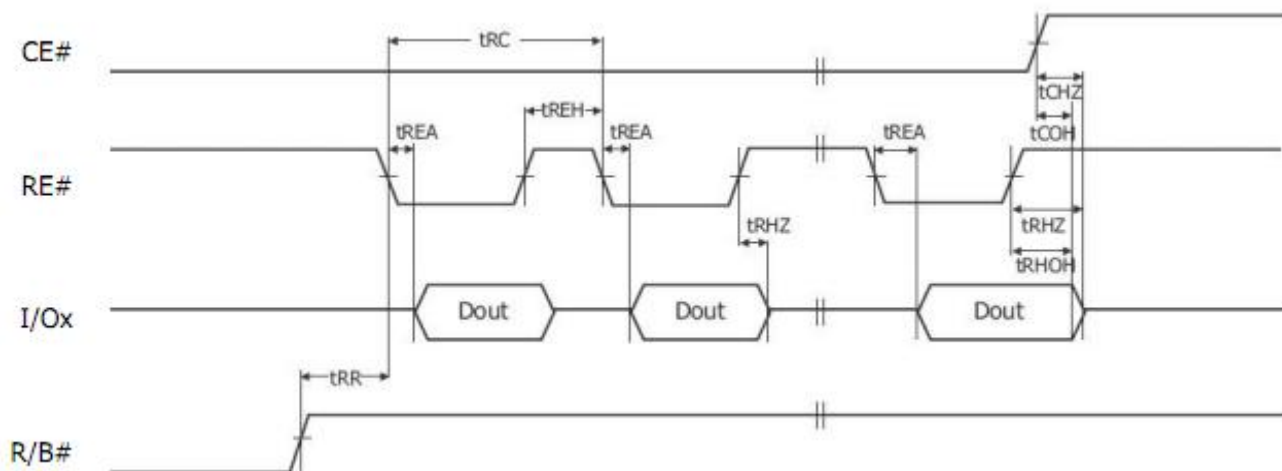 CE#
tRC
tCHZ
tREH
tCOH
tREA
tREA
tREA
RE#
tRHZ
tRHZ
tRHOH
I/Ox
Dout
Dout
Dout
tRR
R/B#